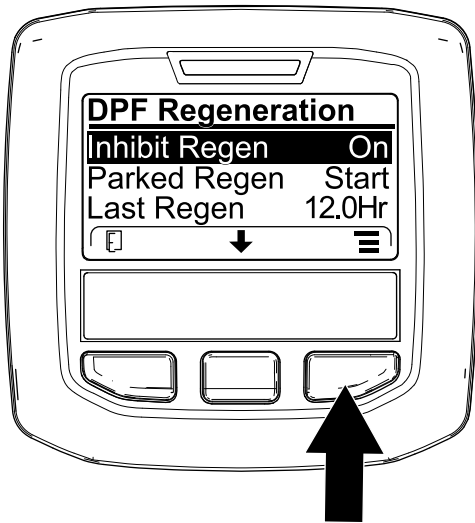 DPF Regeneration
Inhibit Regen On
Parked Regen Start
Last Regen 12.0Hr